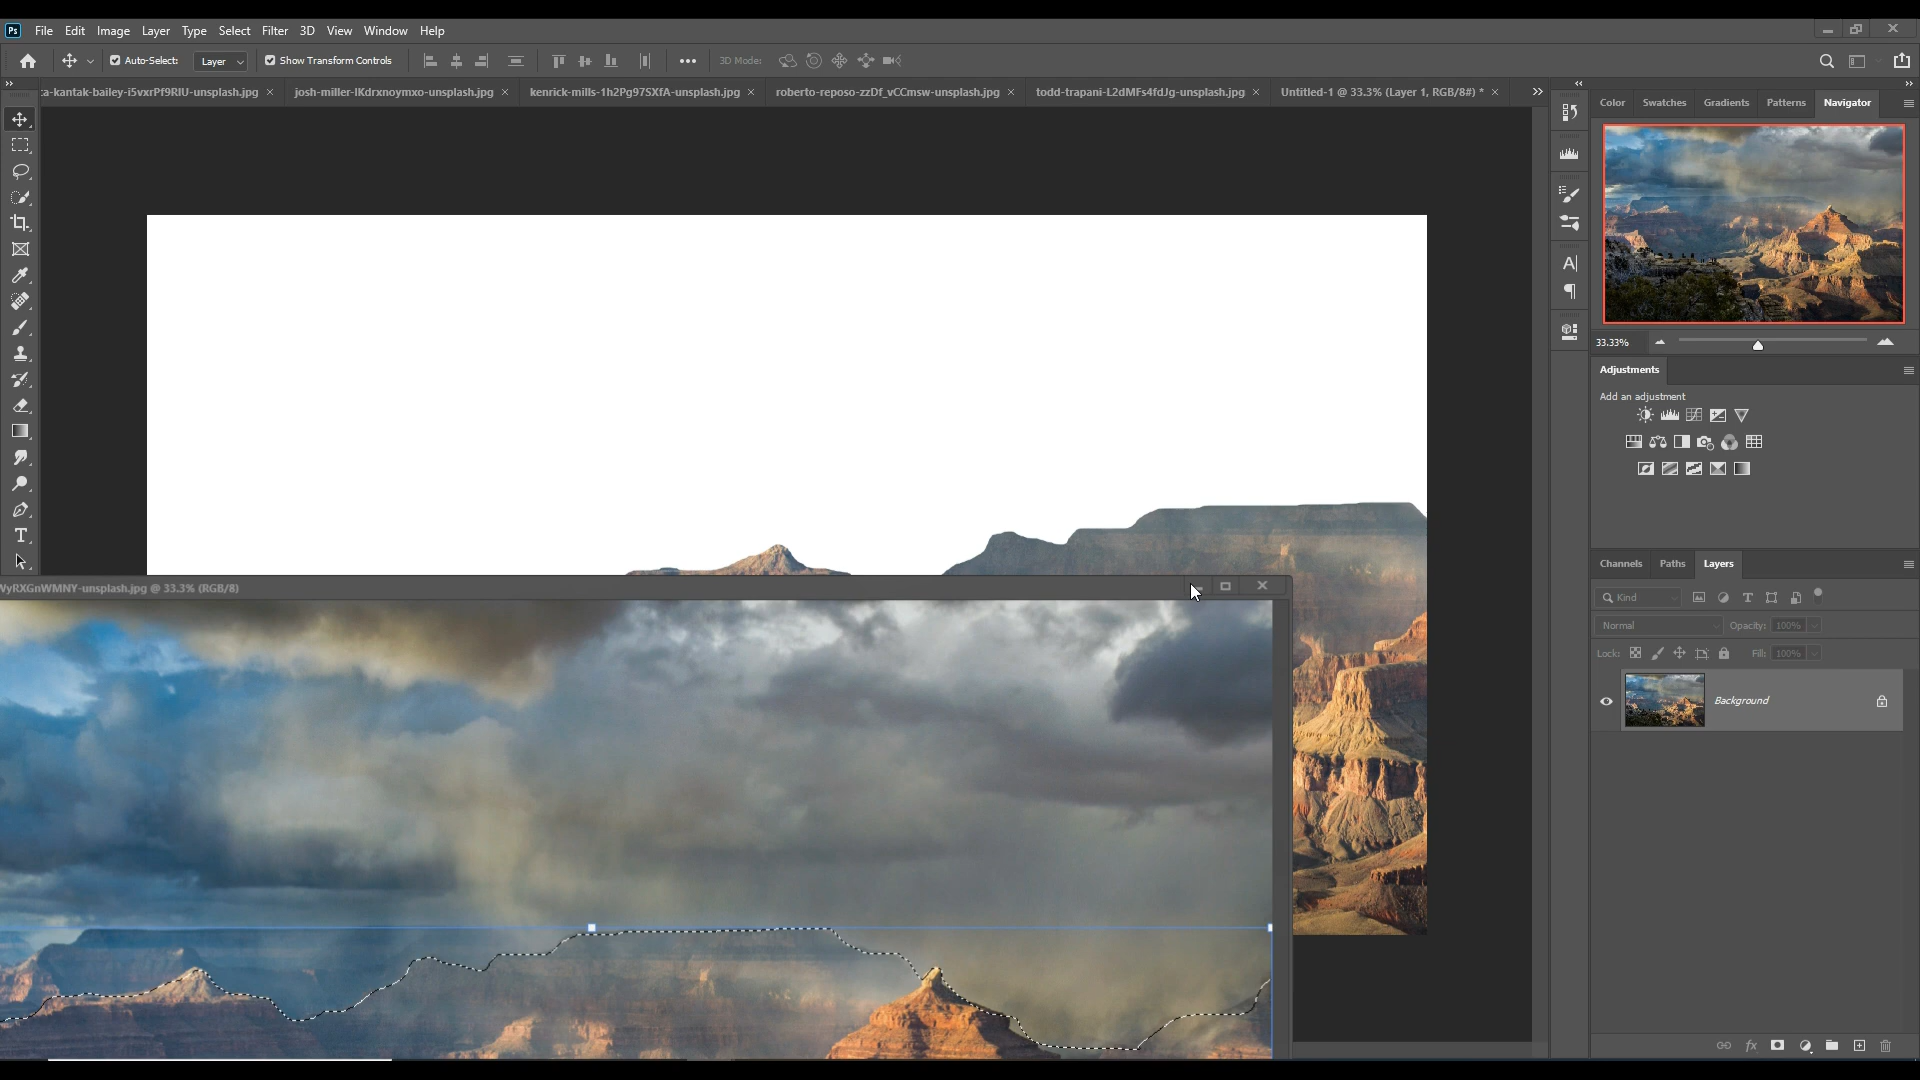 Ps File Edit Image Layer Type Select Filter 3D View Window Help
Auto-Select: Layer Show Transform Controls 3D Mode:
ca-kantak-bailey-i5vxrPf9RIU-unsplash.jpg josh-miller-IKdrxnoymxo-unsplash.jpg kenrick-mills-1h2Pg97SXfA-unsplash.jpg roberto-reposo-zzDf_vCCmsw-unsplash.jpg todd-trapani-L2dMFs4fdJg-unsplash.jpg Untitled-1 @ 33.3% (Layer 1, RGB/8#) *
Color Swatches Gradients Patterns Navigator
33.33%
Adjustments
Add an adjustment
Channels Paths Layers
WyRXGnWMNY-unsplash.jpg @ 33.3% (RGB/8)
Kind
Normal Opacity: 100%
Lock: Fill: 100%
Background